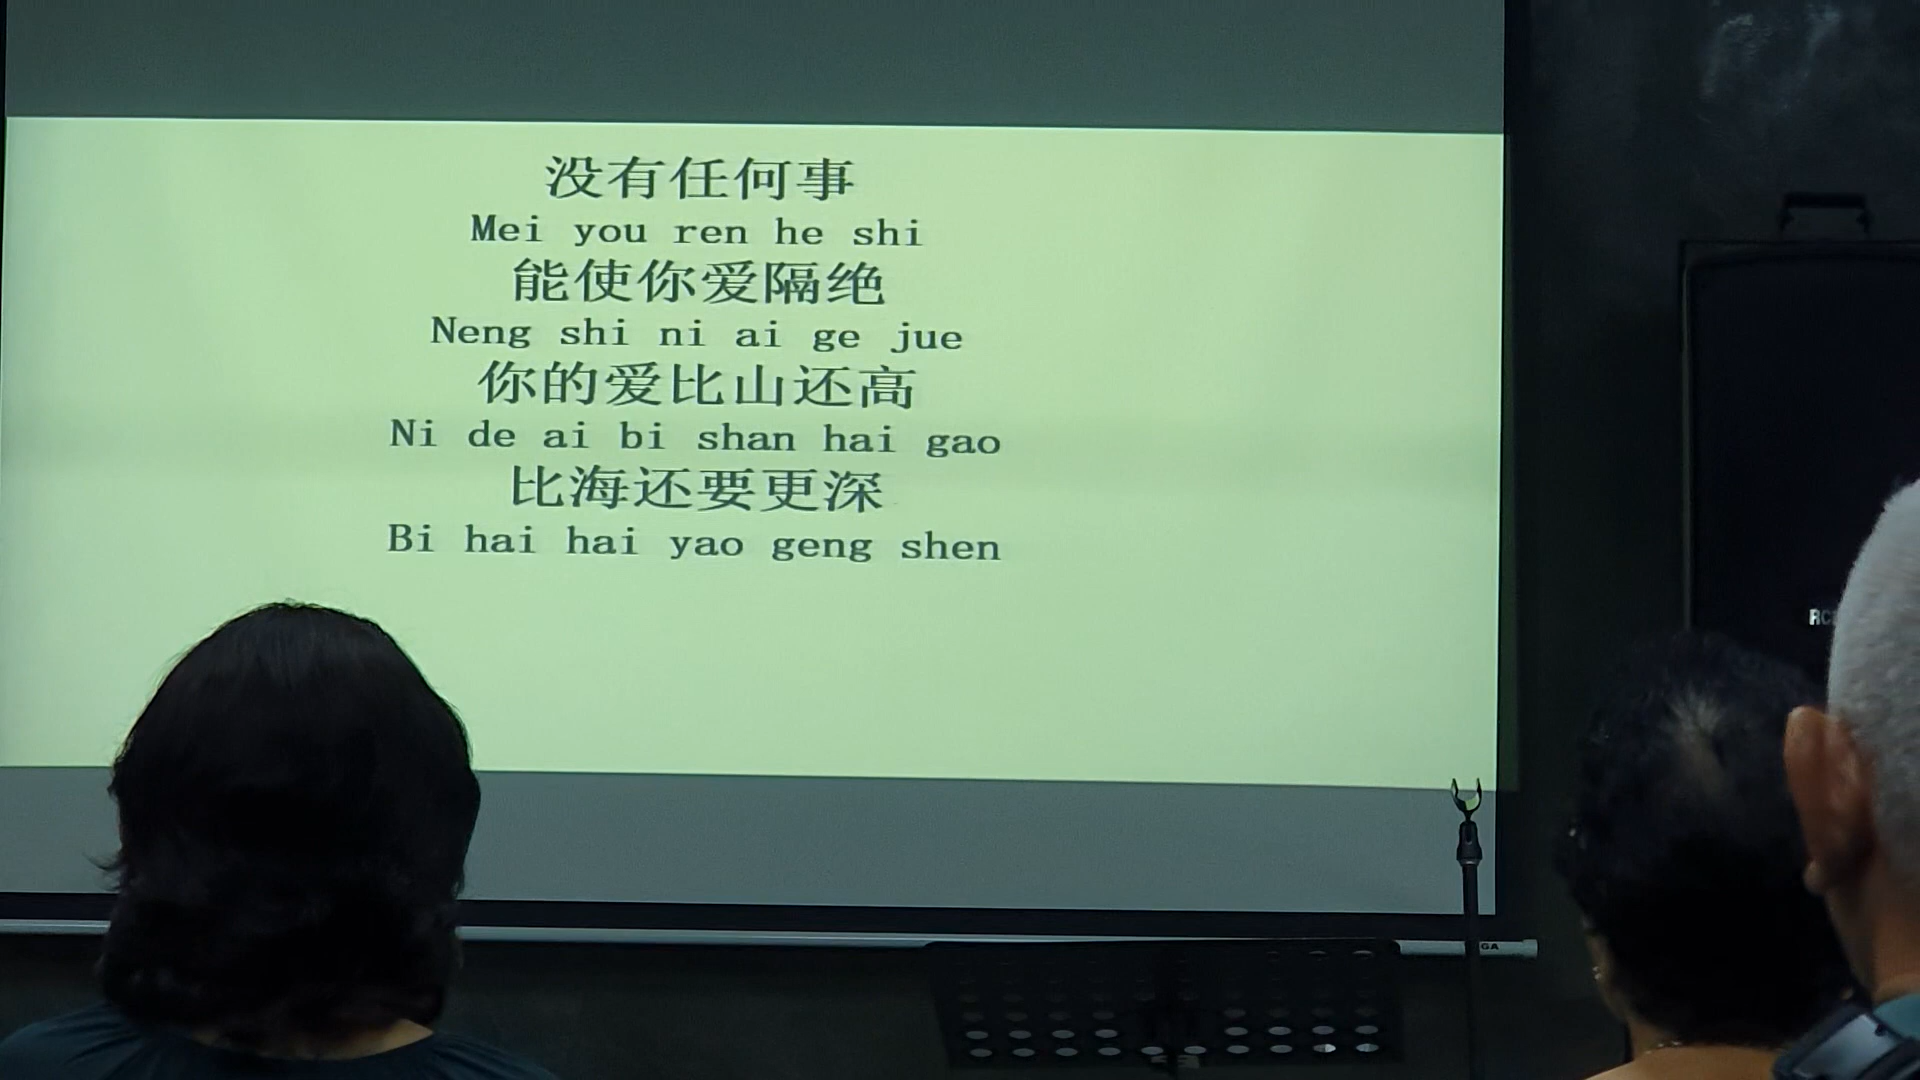 没有任何事
Mei you ren he shi
能使你爱隔绝
Neng shi ni ai ge jue
你的爱比山还高
Ni de ai bi shan hai gao
比海还要更深
Bi hai hai yao geng shen